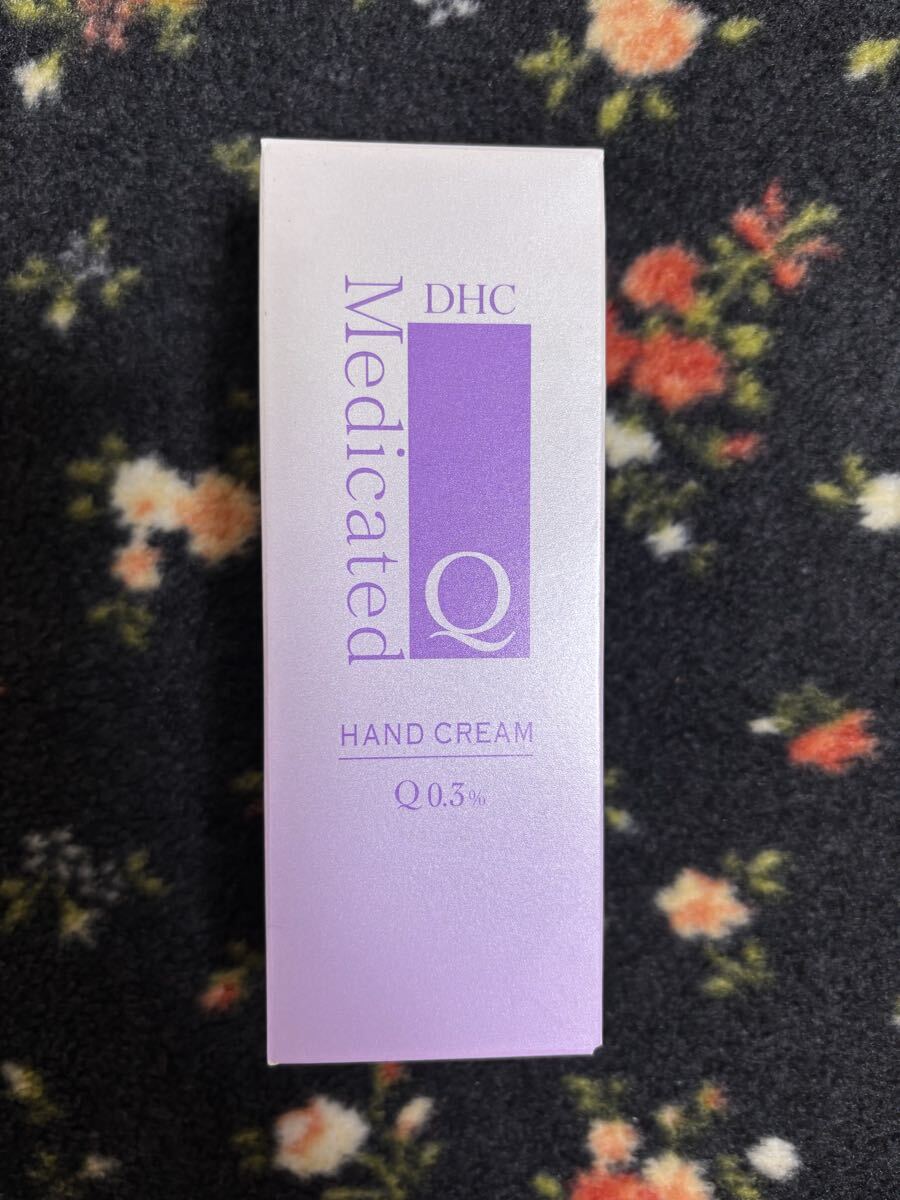 DHC
Medicated
Q
HAND CREAM
Q 0.3%